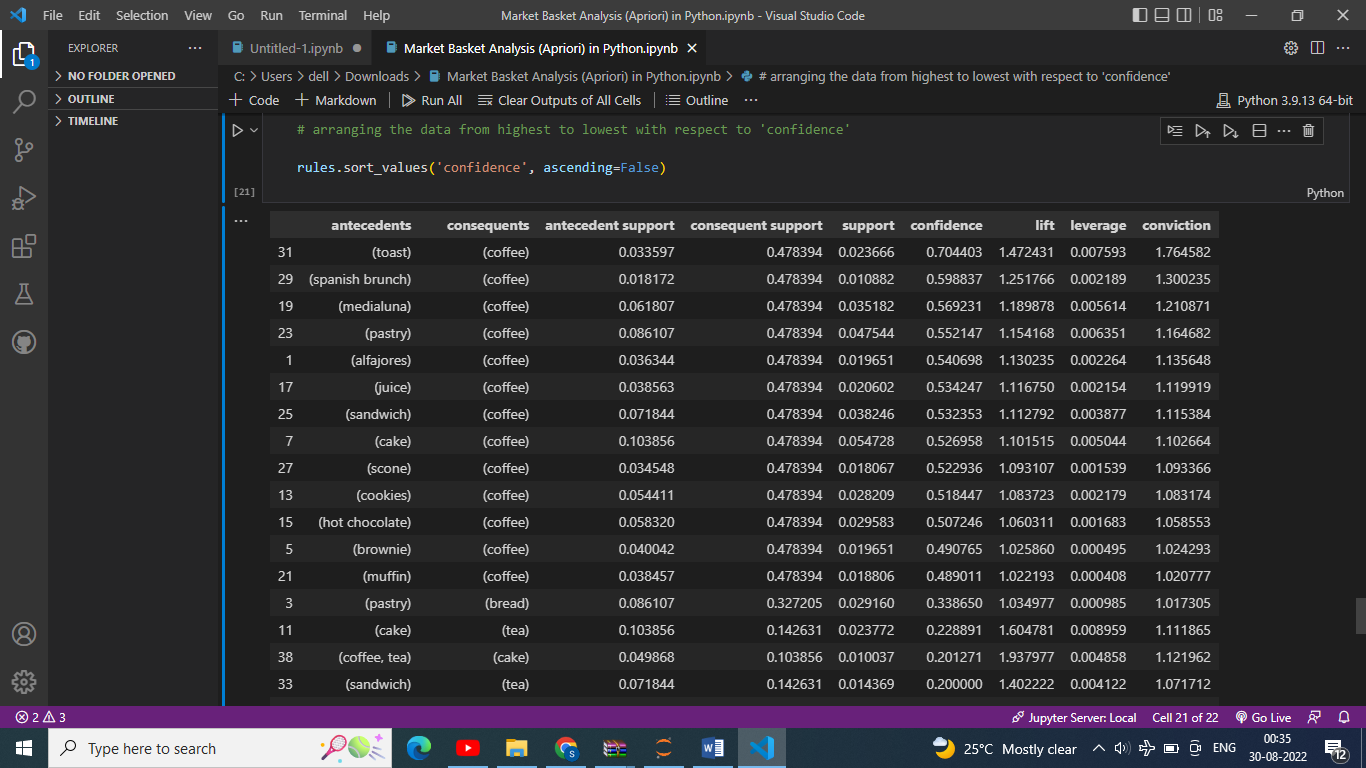 File Edit Selection View Go Run Terminal Help Market Basket Analysis (Apriori) in Python.ipynb - Visual Studio Code
EXPLORER
NO FOLDER OPENED
OUTLINE
TIMELINE
1
Untitled-1.ipynb Market Basket Analysis (Apriori) in Python.ipynb
C: > Users > dell > Downloads > Market Basket Analysis (Apriori) in Python.ipynb > # arranging the data from highest to lowest with respect to 'confidence'
+ Code + Markdown Run All Clear Outputs of All Cells Outline ... Python 3.9.13 64-bit
# arranging the data from highest to lowest with respect to 'confidence'
rules.sort_values('confidence', ascending=False)
[21] Python
antecedents consequents antecedent support consequent support support confidence lift leverage conviction
31 (toast) (coffee) 0.033597 0.478394 0.023666 0.704403 1.472431 0.007593 1.764582
29 (spanish brunch) (coffee) 0.018172 0.478394 0.010882 0.598837 1.251766 0.002189 1.300235
19 (medialuna) (coffee) 0.061807 0.478394 0.035182 0.569231 1.189878 0.005614 1.210871
23 (pastry) (coffee) 0.086107 0.478394 0.047544 0.552147 1.154168 0.006351 1.164682
1 (alfajores) (coffee) 0.036344 0.478394 0.019651 0.540698 1.130235 0.002264 1.135648
17 (juice) (coffee) 0.038563 0.478394 0.020602 0.534247 1.116750 0.002154 1.119919
25 (sandwich) (coffee) 0.071844 0.478394 0.038246 0.532353 1.112792 0.003877 1.115384
7 (cake) (coffee) 0.103856 0.478394 0.054728 0.526958 1.101515 0.005044 1.102664
27 (scone) (coffee) 0.034548 0.478394 0.018067 0.522936 1.093107 0.001539 1.093366
13 (cookies) (coffee) 0.054411 0.478394 0.028209 0.518447 1.083723 0.002179 1.083174
15 (hot chocolate) (coffee) 0.058320 0.478394 0.029583 0.507246 1.060311 0.001683 1.058553
5 (brownie) (coffee) 0.040042 0.478394 0.019651 0.490765 1.025860 0.000495 1.024293
21 (muffin) (coffee) 0.038457 0.478394 0.018806 0.489011 1.022193 0.000408 1.020777
3 (pastry) (bread) 0.086107 0.327205 0.029160 0.338650 1.034977 0.000985 1.017305
11 (cake) (tea) 0.103856 0.142631 0.023772 0.228891 1.604781 0.008959 1.111865
38 (coffee, tea) (cake) 0.049868 0.103856 0.010037 0.201271 1.937977 0.004858 1.121962
33 (sandwich) (tea) 0.071844 0.142631 0.014369 0.200000 1.402222 0.004122 1.071712
2 3 Jupyter Server: Local Cell 21 of 22 Go Live
Type here to search 25°C Mostly clear ENG 00:35
30-08-2022
12